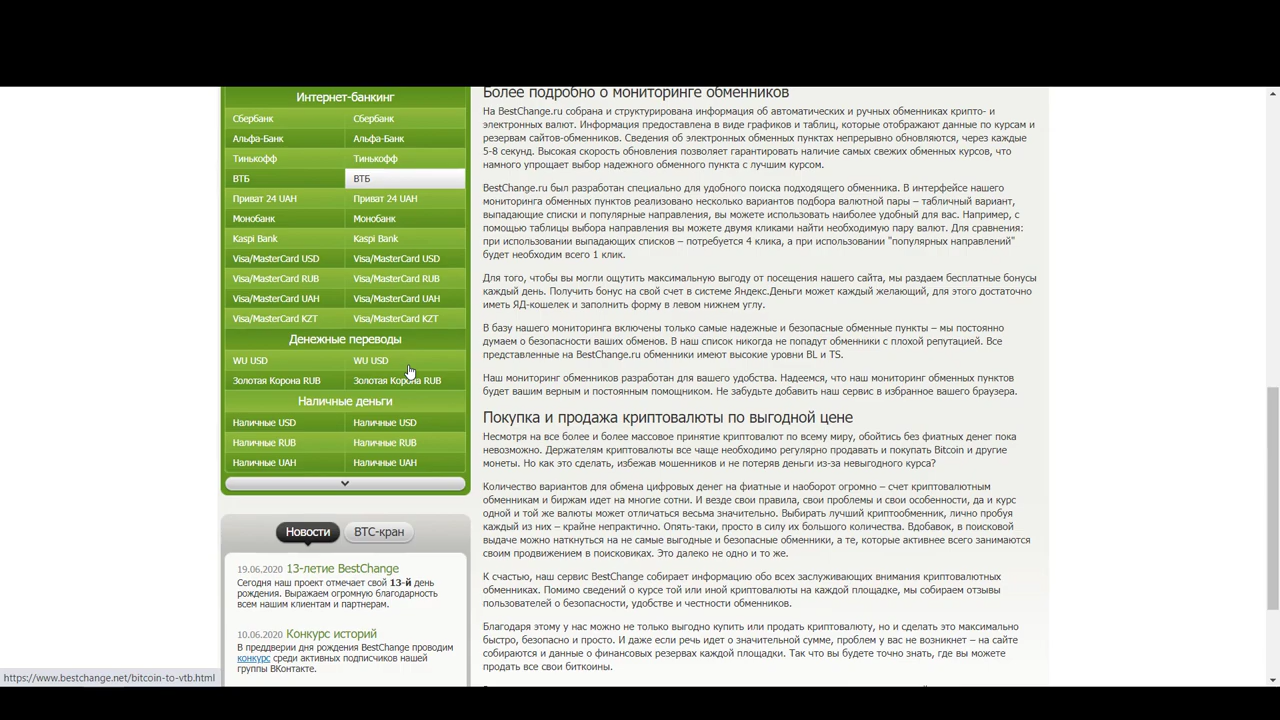 Интернет-банкинг
Сбербанк Сбербанк
Альфа-Банк Альфа-Банк
Тинькофф Тинькофф
ВТБ ВТБ
Приват 24 UAH Приват 24 UAH
Монобанк Монобанк
Kaspi Bank Kaspi Bank
Visa/MasterCard USD Visa/MasterCard USD
Visa/MasterCard RUB Visa/MasterCard RUB
Visa/MasterCard UAH Visa/MasterCard UAH
Visa/MasterCard KZT Visa/MasterCard KZT
Денежные переводы
WU USD WU USD
Золотая Корона RUB Золотая Корона RUB
Наличные деньги
Наличные USD Наличные USD
Наличные RUB Наличные RUB
Наличные UAH Наличные UAH
Новости BTC-кран
19.06.2020 13-летие BestChange
Сегодня наш проект отмечает свой 13-й день
рождения. Выражаем огромную благодарность
всем нашим клиентам и партнерам.
10.06.2020 Конкурс историй
В преддверии дня рождения BestChange проводим
конкурс среди активных подписчиков нашей
группы ВКонтакте.
Более подробно о мониторинге обменников
На BestChange.ru собрана и структурирована информация об автоматических и ручных обменниках крипто- и
электронных валют. Информация предоставлена в виде графиков и таблиц, которые отображают данные по курсам и
резервам сайтов-обменников. Сведения об электронных обменных пунктах непрерывно обновляются, через каждые
5-8 секунд. Высокая скорость обновления позволяет гарантировать наличие самых свежих обменных курсов, что
намного упрощает выбор надежного обменного пункта с лучшим курсом.
BestChange.ru был разработан специально для удобного поиска подходящего обменника. В интерфейсе нашего
мониторинга обменных пунктов реализовано несколько вариантов подбора валютной пары – табличный вариант,
выпадающие списки и популярные направления, вы можете использовать наиболее удобный для вас. Например, с
помощью таблицы выбора направления вы можете двумя кликами найти необходимую пару валют. Для сравнения:
при использовании выпадающих списков – потребуется 4 клика, а при использовании "популярных направлений"
будет необходим всего 1 клик.
Для того, чтобы вы могли ощутить максимальную выгоду от посещения нашего сайта, мы раздаем бесплатные бонусы
каждый день. Получить бонус на свой счет в системе Яндекс.Деньги может каждый желающий, для этого достаточно
иметь ЯД-кошелек и заполнить форму в левом нижнем углу.
В базу нашего мониторинга включены только самые надежные и безопасные обменные пункты – мы постоянно
думаем о безопасности ваших обменов. В наш список никогда не попадут обменники с плохой репутацией. Все
представленные на BestChange.ru обменники имеют высокие уровни BL и TS.
Наш мониторинг обменников разработан для вашего удобства. Надеемся, что наш мониторинг обменных пунктов
будет вашим верным и постоянным помощником. Не забудьте добавить наш сервис в избранное вашего браузера.
Покупка и продажа криптовалюты по выгодной цене
Несмотря на все более и более массовое принятие криптовалют по всему миру, обойтись без фиатных денег пока
невозможно. Держателям криптовалюты все чаще необходимо регулярно продавать и покупать Bitcoin и другие
монеты. Но как это сделать, избежав мошенников и не потеряв деньги из-за невыгодного курса?
Количество вариантов для обмена цифровых денег на фиатные и наоборот огромно – счет криптовалютным
обменникам и биржам идет на многие сотни. И везде свои правила, свои проблемы и свои особенности, да и курс
одной и той же валюты может отличаться весьма значительно. Выбирать лучший криптообменник, лично пробуя
каждый из них – крайне непрактично. Опять-таки, просто в силу их большого количества. Вдобавок, в поисковой
выдаче можно наткнуться на не самые выгодные и безопасные обменники, а те, которые активнее всего занимаются
своим продвижением в поисковиках. Это далеко не одно и то же.
К счастью, наш сервис BestChange собирает информацию обо всех заслуживающих внимания криптовалютных
обменниках. Помимо сведений о курсе той или иной криптовалюты на каждой площадке, мы собираем отзывы
пользователей о безопасности, удобстве и честности обменников.
Благодаря этому у нас можно не только выгодно купить или продать криптовалюту, но и сделать это максимально
быстро, безопасно и просто. И даже если речь идет о значительной сумме, проблем у вас не возникнет – на сайте
собираются и данные о финансовых резервах каждой площадки. Так что вы будете точно знать, где вы можете
продать все свои биткоины.
https://www.bestchange.net/bitcoin-to-vtb.html